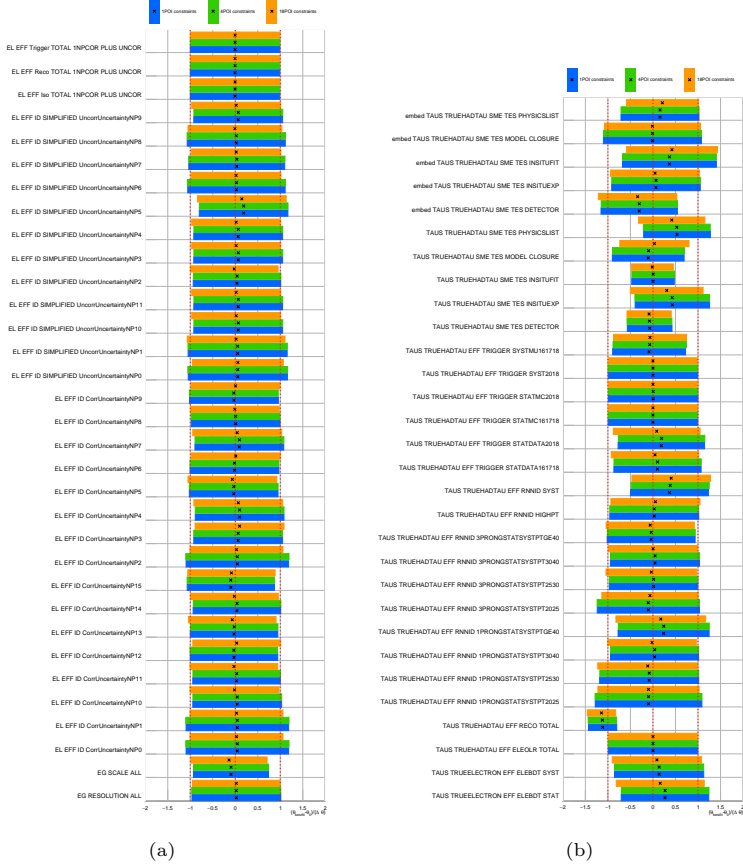 1POI constraints 4POI constraints 18POI constraints
EL EFF Trigger TOTAL 1NPCOR PLUS UNCOR
EL EFF Reco TOTAL 1NPCOR PLUS UNCOR
EL EFF Iso TOTAL 1NPCOR PLUS UNCOR
EL EFF ID SIMPLIFIED UncorrUncertaintyNP9
EL EFF ID SIMPLIFIED UncorrUncertaintyNP8
EL EFF ID SIMPLIFIED UncorrUncertaintyNP7
EL EFF ID SIMPLIFIED UncorrUncertaintyNP6
EL EFF ID SIMPLIFIED UncorrUncertaintyNP5
EL EFF ID SIMPLIFIED UncorrUncertaintyNP4
EL EFF ID SIMPLIFIED UncorrUncertaintyNP3
EL EFF ID SIMPLIFIED UncorrUncertaintyNP2
EL EFF ID SIMPLIFIED UncorrUncertaintyNP11
EL EFF ID SIMPLIFIED UncorrUncertaintyNP10
EL EFF ID SIMPLIFIED UncorrUncertaintyNP1
EL EFF ID SIMPLIFIED UncorrUncertaintyNP0
EL EFF ID CorrUncertaintyNP9
EL EFF ID CorrUncertaintyNP8
EL EFF ID CorrUncertaintyNP7
EL EFF ID CorrUncertaintyNP6
EL EFF ID CorrUncertaintyNP5
EL EFF ID CorrUncertaintyNP4
EL EFF ID CorrUncertaintyNP3
EL EFF ID CorrUncertaintyNP2
EL EFF ID CorrUncertaintyNP15
EL EFF ID CorrUncertaintyNP14
EL EFF ID CorrUncertaintyNP13
EL EFF ID CorrUncertaintyNP12
EL EFF ID CorrUncertaintyNP11
EL EFF ID CorrUncertaintyNP10
EL EFF ID CorrUncertaintyNP1
EL EFF ID CorrUncertaintyNP0
EG SCALE ALL
EG RESOLUTION ALL
−2 −1.5 −1 −0.5 0 0.5 1 1.5 2
(a)
1POI constraints 4POI constraints 18POI constraints
embed TAUS TRUEHADTAU SME TES PHYSICSLIST
embed TAUS TRUEHADTAU SME TES MODEL CLOSURE
embed TAUS TRUEHADTAU SME TES INSITUFIT
embed TAUS TRUEHADTAU SME TES INSITUEXP
embed TAUS TRUEHADTAU SME TES DETECTOR
TAUS TRUEHADTAU SME TES PHYSICSLIST
TAUS TRUEHADTAU SME TES MODEL CLOSURE
TAUS TRUEHADTAU SME TES INSITUFIT
TAUS TRUEHADTAU SME TES INSITUEXP
TAUS TRUEHADTAU SME TES DETECTOR
TAUS TRUEHADTAU EFF TRIGGER SYSTMU161718
TAUS TRUEHADTAU EFF TRIGGER SYST2018
TAUS TRUEHADTAU EFF TRIGGER STATMC2018
TAUS TRUEHADTAU EFF TRIGGER STATMC161718
TAUS TRUEHADTAU EFF TRIGGER STATDATA2018
TAUS TRUEHADTAU EFF TRIGGER STATDATA161718
TAUS TRUEHADTAU EFF RNNID SYST
TAUS TRUEHADTAU EFF RNNID HIGHPT
TAUS TRUEHADTAU EFF RNNID 3PRONGSTATSYSTPTGE40
TAUS TRUEHADTAU EFF RNNID 3PRONGSTATSYSTPT3040
TAUS TRUEHADTAU EFF RNNID 3PRONGSTATSYSTPT2530
TAUS TRUEHADTAU EFF RNNID 3PRONGSTATSYSTPT2025
TAUS TRUEHADTAU EFF RNNID 1PRONGSTATSYSTPTGE40
TAUS TRUEHADTAU EFF RNNID 1PRONGSTATSYSTPT3040
TAUS TRUEHADTAU EFF RNNID 1PRONGSTATSYSTPT2530
TAUS TRUEHADTAU EFF RNNID 1PRONGSTATSYSTPT2025
TAUS TRUEHADTAU EFF RECO TOTAL
TAUS TRUEHADTAU EFF ELEOLR TOTAL
TAUS TRUEELECTRON EFF ELEBDT SYST
TAUS TRUEELECTRON EFF ELEBDT STAT
−2 −1.5 −1 −0.5 0 0.5 1 1.5 2
(b)